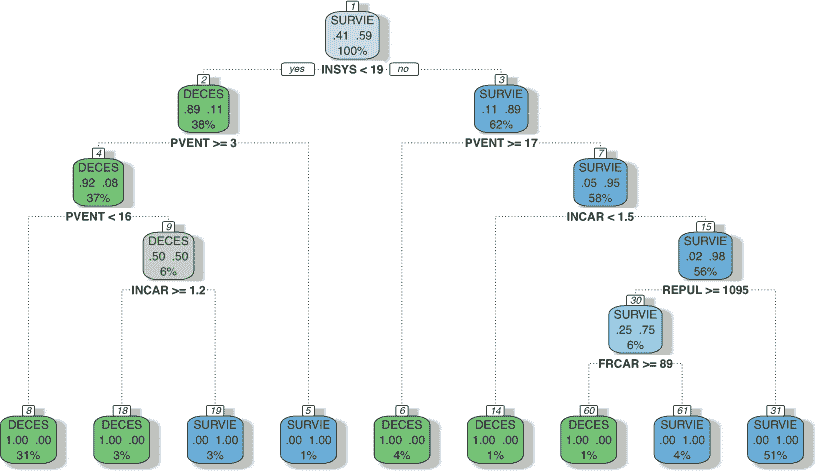 1
SURVIE
.41 .59
100%
yes INSYS < 19 no
2
DECES
.89 .11
38%
PVENT >= 3
3
SURVIE
.11 .89
62%
PVENT >= 17
4
DECES
.92 .08
37%
PVENT < 16
7
SURVIE
.05 .95
58%
INCAR < 1.5
9
DECES
.50 .50
6%
INCAR >= 1.2
15
SURVIE
.02 .98
56%
REPUL >= 1095
30
SURVIE
.25 .75
6%
FRCAR >= 89
8
DECES
1.00 .00
31%
18
DECES
1.00 .00
3%
19
SURVIE
.00 1.00
3%
5
SURVIE
.00 1.00
1%
6
DECES
1.00 .00
4%
14
DECES
1.00 .00
1%
60
DECES
1.00 .00
1%
61
SURVIE
.00 1.00
4%
31
SURVIE
.00 1.00
51%